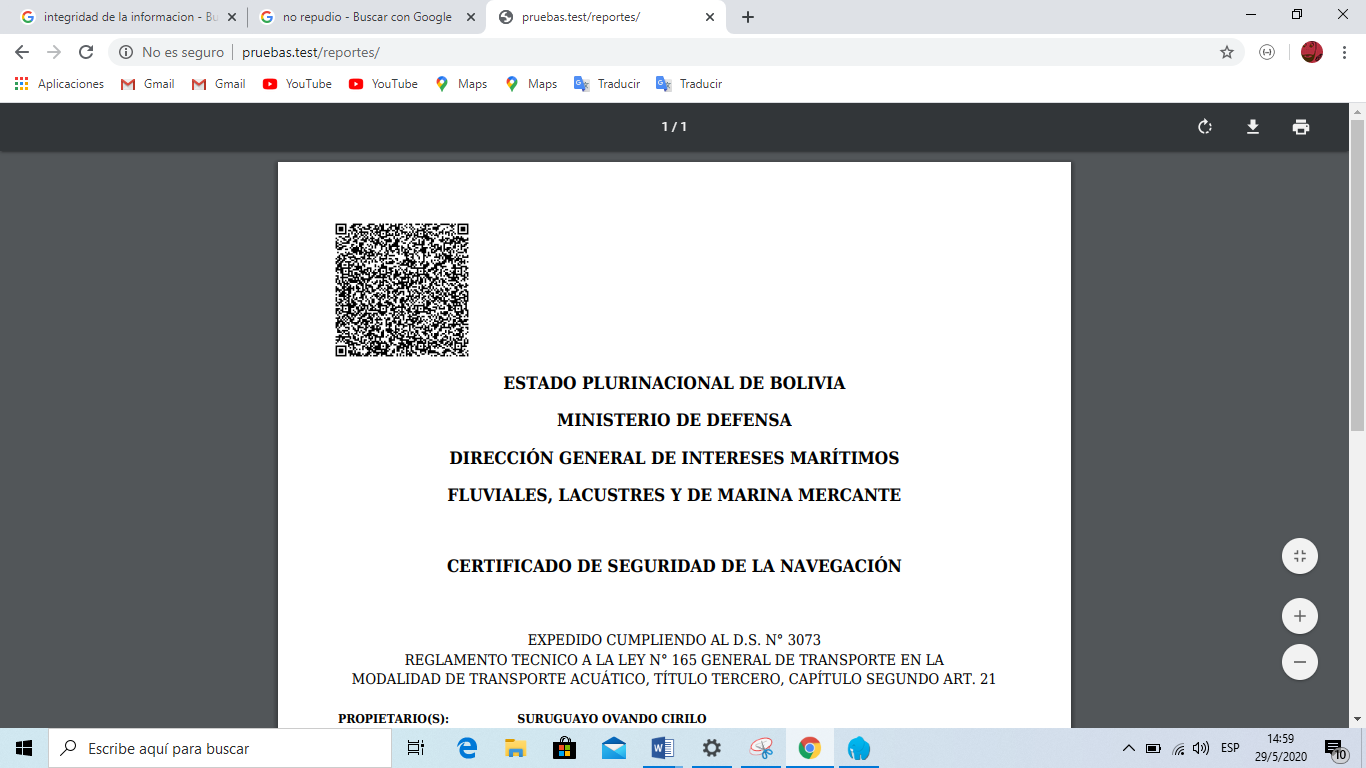 integridad de la informacion - Bu
no repudio - Buscar con Google
pruebas.test/reportes/
No es seguro
pruebas.test/reportes/
Aplicaciones
Gmail
Gmail
YouTube
YouTube
Maps
Maps
Traducir
Traducir
1 / 1
ESTADO PLURINACIONAL DE BOLIVIA
MINISTERIO DE DEFENSA
DIRECCIÓN GENERAL DE INTERESES MARÍTIMOS
FLUVIALES, LACUSTRES Y DE MARINA MERCANTE
CERTIFICADO DE SEGURIDAD DE LA NAVEGACIÓN
EXPEDIDO CUMPLIENDO AL D.S. N° 3073
REGLAMENTO TECNICO A LA LEY N° 165 GENERAL DE TRANSPORTE EN LA
MODALIDAD DE TRANSPORTE ACUÁTICO, TÍTULO TERCERO, CAPÍTULO SEGUNDO ART. 21
PROPIETARIO(S): SURUGUAYO OVANDO CIRILO
Escribe aquí para buscar
ESP
14:59
29/5/2020
10